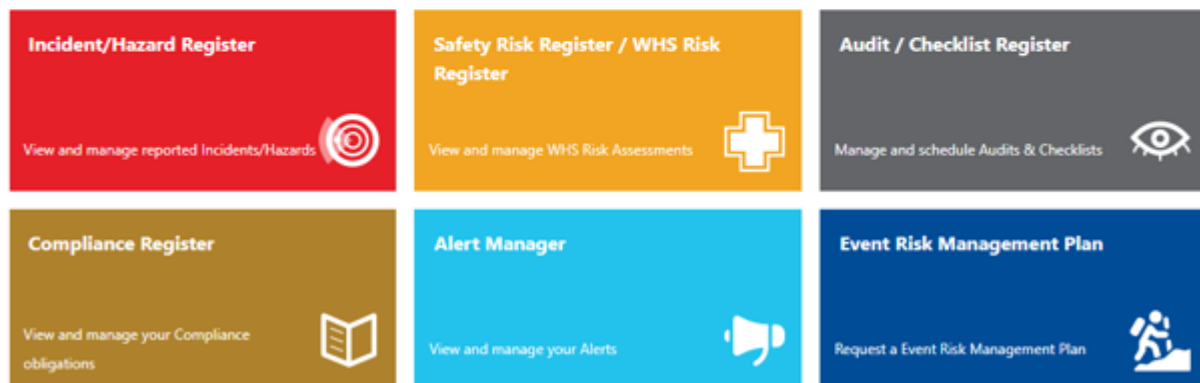 Incident/Hazard Register
View and manage reported Incidents/Hazards
Safety Risk Register / WHS Risk
Register
View and manage WHS Risk Assessments
Audit / Checklist Register
Manage and schedule Audits & Checklists
Compliance Register
View and manage your Compliance
obligations
Alert Manager
View and manage your Alerts
Event Risk Management Plan
Request a Event Risk Management Plan